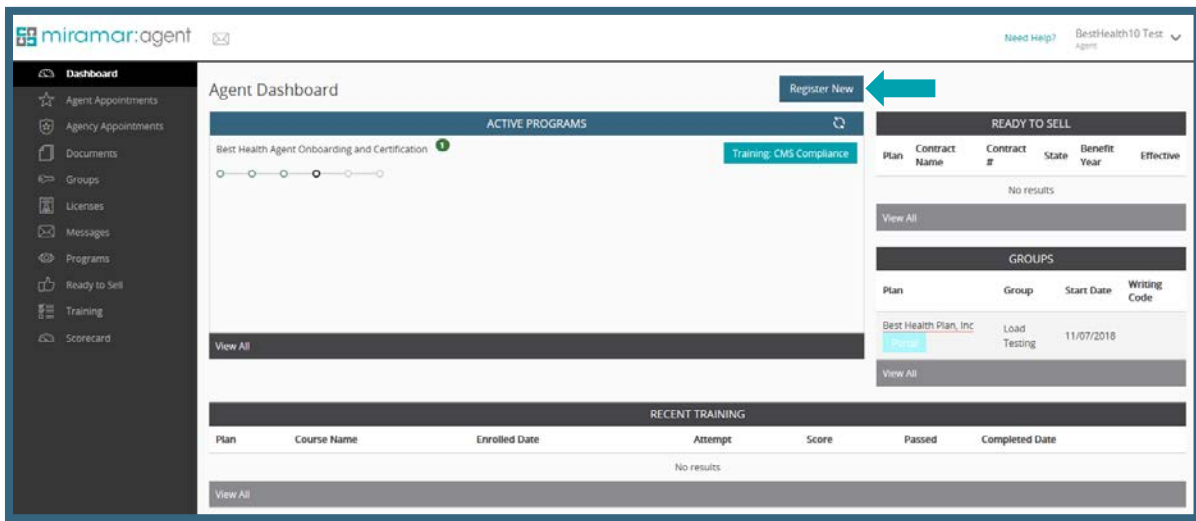 miramar:agent
Need Help?
BestHealth10 Test
Agent
Dashboard
Agent Appointments
Agency Appointments
Documents
Groups
Licenses
Messages
Programs
Ready to Sell
Training
Scorecard
Agent Dashboard
Register New
ACTIVE PROGRAMS
Best Health Agent Onboarding and Certification 1
Training: CMS Compliance
View All
READY TO SELL
Plan Contract Name Contract # State Benefit Year Effective
No results
View All
GROUPS
Plan Group Start Date Writing Code
Best Health Plan, Inc Load Testing 11/07/2018
Portal
View All
RECENT TRAINING
Plan Course Name Enrolled Date Attempt Score Passed Completed Date
No results
View All